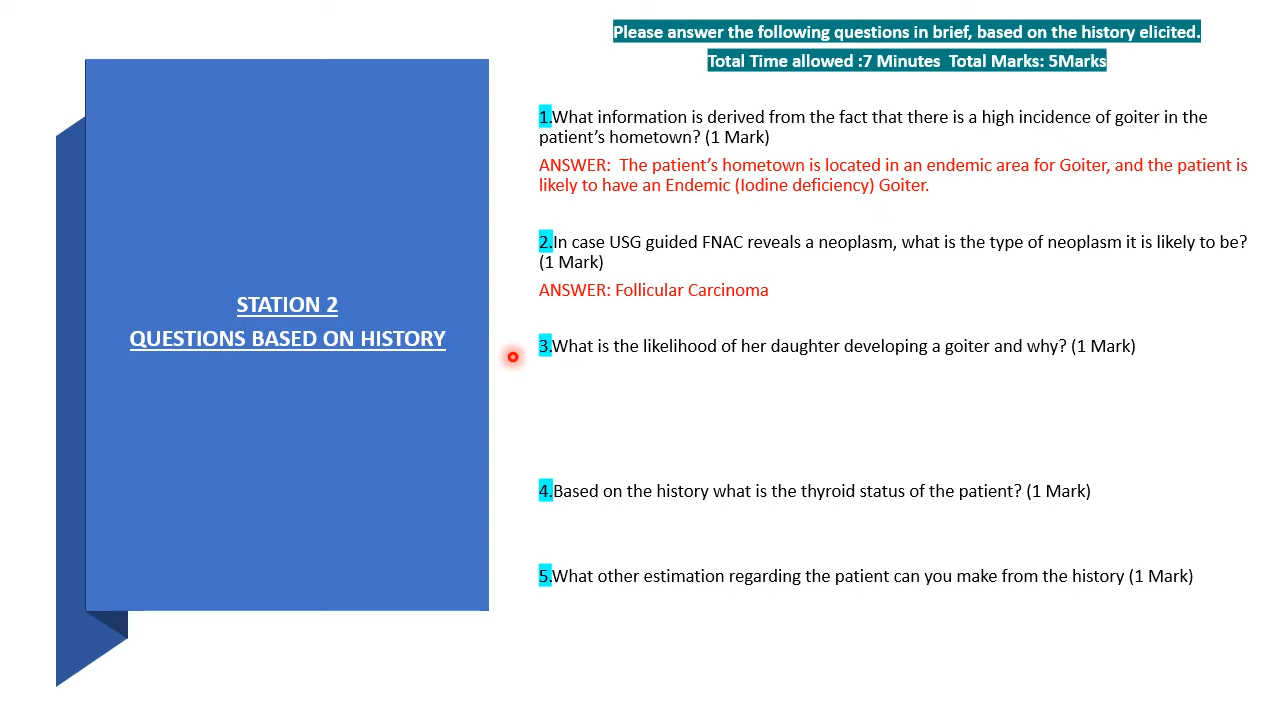 Please answer the following questions in brief, based on the history elicited.
Total Time allowed :7 Minutes  Total Marks: 5Marks
STATION 2
QUESTIONS BASED ON HISTORY
1.What information is derived from the fact that there is a high incidence of goiter in the
patient’s hometown? (1 Mark)
ANSWER:  The patient’s hometown is located in an endemic area for Goiter, and the patient is
likely to have an Endemic (Iodine deficiency) Goiter.
2.In case USG guided FNAC reveals a neoplasm, what is the type of neoplasm it is likely to be?
(1 Mark)
ANSWER: Follicular Carcinoma
3.What is the likelihood of her daughter developing a goiter and why? (1 Mark)
4.Based on the history what is the thyroid status of the patient? (1 Mark)
5.What other estimation regarding the patient can you make from the history (1 Mark)